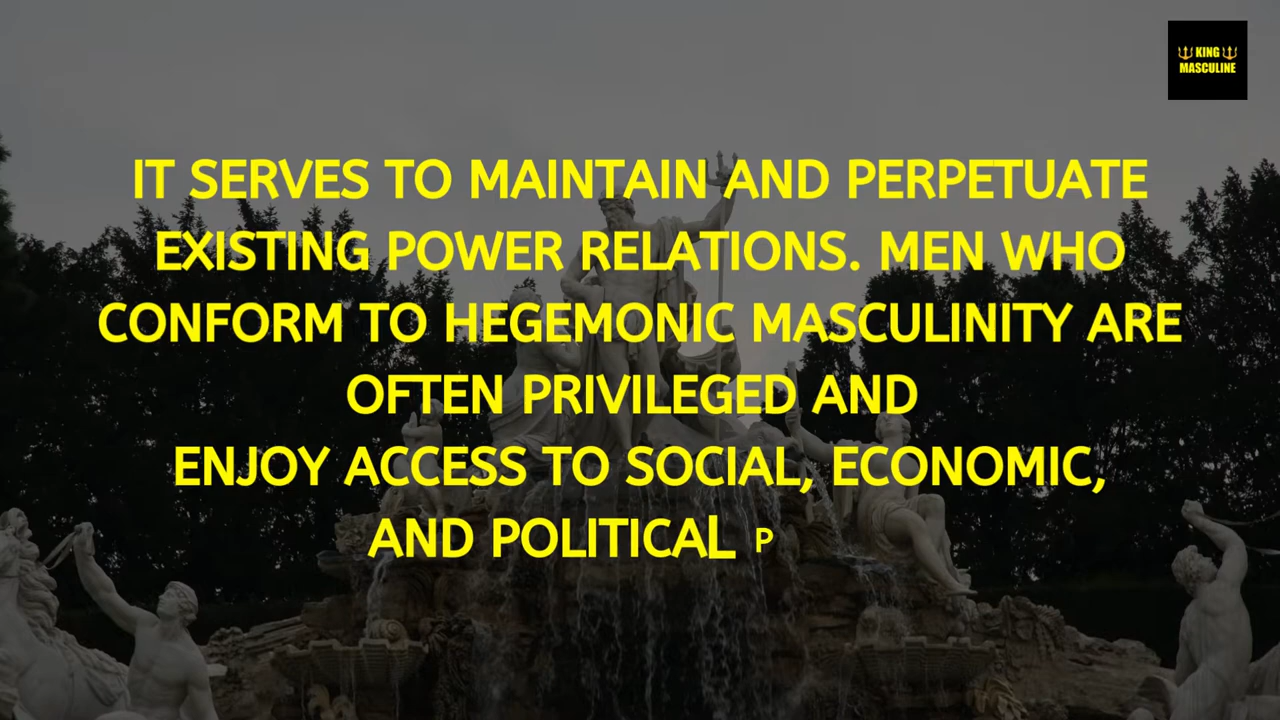 KING
MASCULINE
IT SERVES TO MAINTAIN AND PERPETUATE
EXISTING POWER RELATIONS. MEN WHO
CONFORM TO HEGEMONIC MASCULINITY ARE
OFTEN PRIVILEGED AND
ENJOY ACCESS TO SOCIAL, ECONOMIC,
AND POLITICAL P